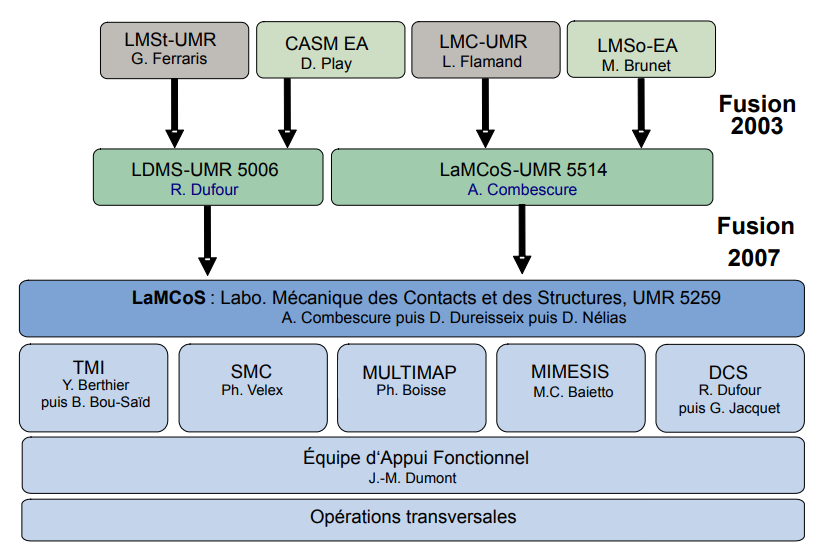 LMSt-UMR
G. Ferraris
CASM EA
D. Play
LMC-UMR
L. Flamand
LMSo-EA
M. Brunet
Fusion
2003
LDMS-UMR 5006
R. Dufour
LaMCoS-UMR 5514
A. Combescure
Fusion
2007
LaMCoS : Labo. Mécanique des Contacts et des Structures, UMR 5259
A. Combescure puis D. Dureisseix puis D. Nélias
TMI
Y. Berthier
puis B. Bou-Saïd
SMC
Ph. Velex
MULTIMAP
Ph. Boisse
MIMESIS
M.C. Baietto
DCS
R. Dufour
puis G. Jacquet
Équipe d‘Appui Fonctionnel
J.-M. Dumont
Opérations transversales